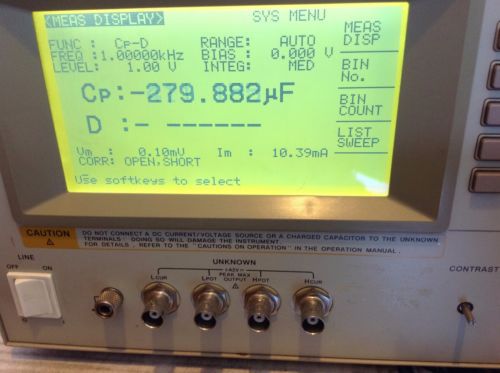 <MEAS DISPLAY> SYS MENU
FUNC : Cp-D RANGE: AUTO
FREQ :1.00000kHz BIAS : 0.000 V
LEVEL: 1.00 V INTEG: MED
Cp:-279.882µF
D :- ------
Vm : 0.10mV Im : 10.39mA
CORR: OPEN,SHORT
Use softkeys to select
MEAS
DISP
BIN
No.
BIN
COUNT
LIST
SWEEP
CAUTION
DO NOT CONNECT A DC CURRENT/VOLTAGE SOURCE OR A CHARGED CAPACITOR TO THE UNKNOWN
TERMINALS. DOING SO WILL DAMAGE THE INSTRUMENT.
FOR DETAILS, REFER TO THE "CAUTIONS ON OPERATION" IN THE OPERATION MANUAL.
LINE
OFF ON
UNKNOWN
±42V
PEAK MAX
OUTPUT
LCUR LPOT HPOT HCUR
CONTRAST